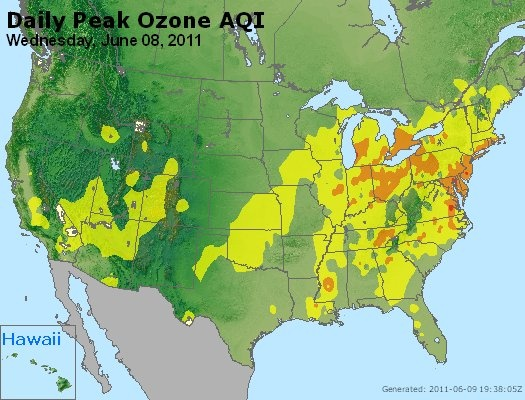 Daily Peak Ozone AQI
Wednesday, June 08, 2011
Hawaii
Generated: 2011-06-09 19:38:05Z